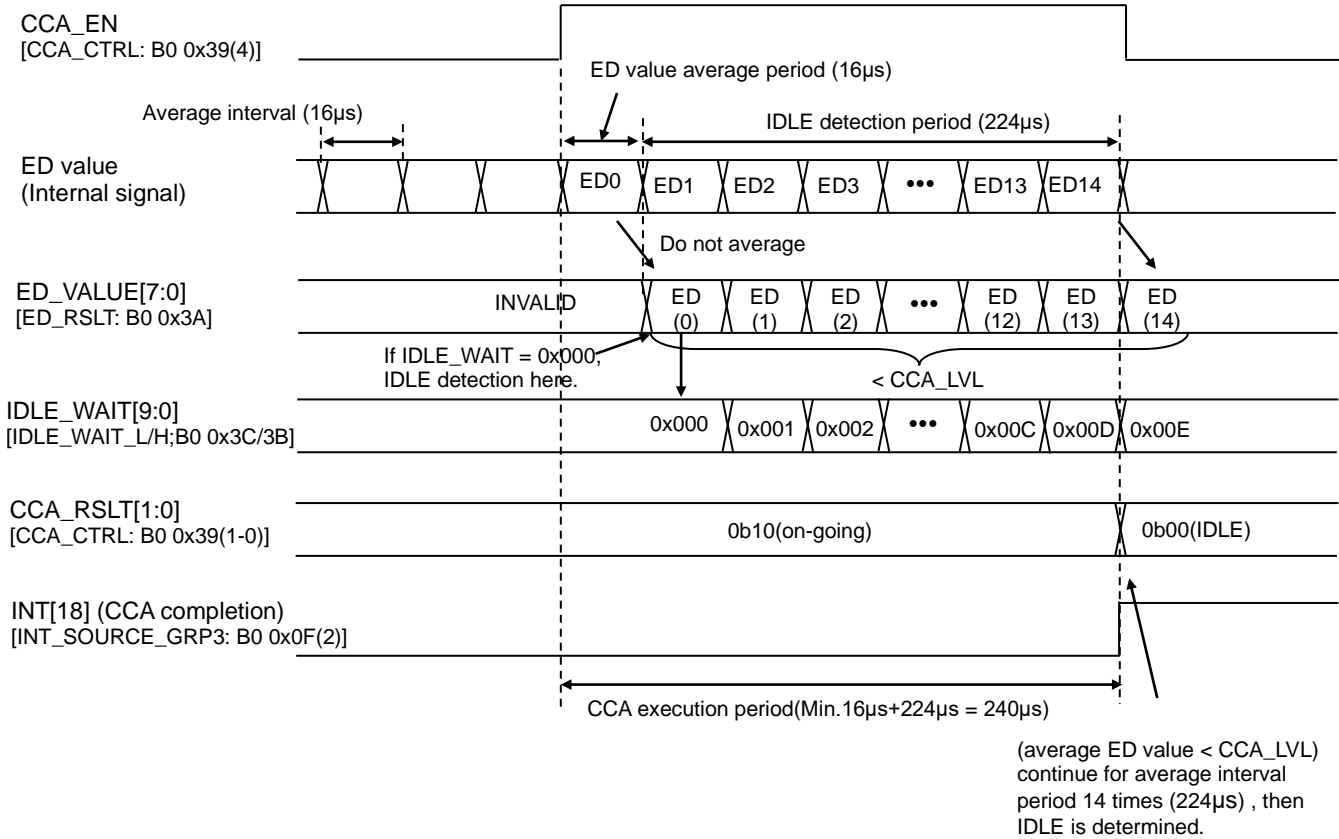 CCA_EN
[CCA_CTRL: B0 0x39(4)]
ED value average period (16μs)
Average interval (16μs)
IDLE detection period (224μs)
ED value
(Internal signal)
ED0
ED1
ED2
ED3
•••
ED13
ED14
Do not average
ED_VALUE[7:0]
[ED_RSLT: B0 0x3A]
INVALID
ED
(0)
ED
(1)
ED
(2)
•••
ED
(12)
ED
(13)
ED
(14)
If IDLE_WAIT = 0x000,
IDLE detection here.
< CCA_LVL
IDLE_WAIT[9:0]
[IDLE_WAIT_L/H;B0 0x3C/3B]
0x000
0x001
0x002
•••
0x00C
0x00D
0x00E
CCA_RSLT[1:0]
[CCA_CTRL: B0 0x39(1-0)]
0b10(on-going)
0b00(IDLE)
INT[18] (CCA completion)
[INT_SOURCE_GRP3: B0 0x0F(2)]
CCA execution period(Min.16μs+224μs = 240μs)
(average ED value < CCA_LVL)
continue for average interval
period 14 times (224μs) , then
IDLE is determined.